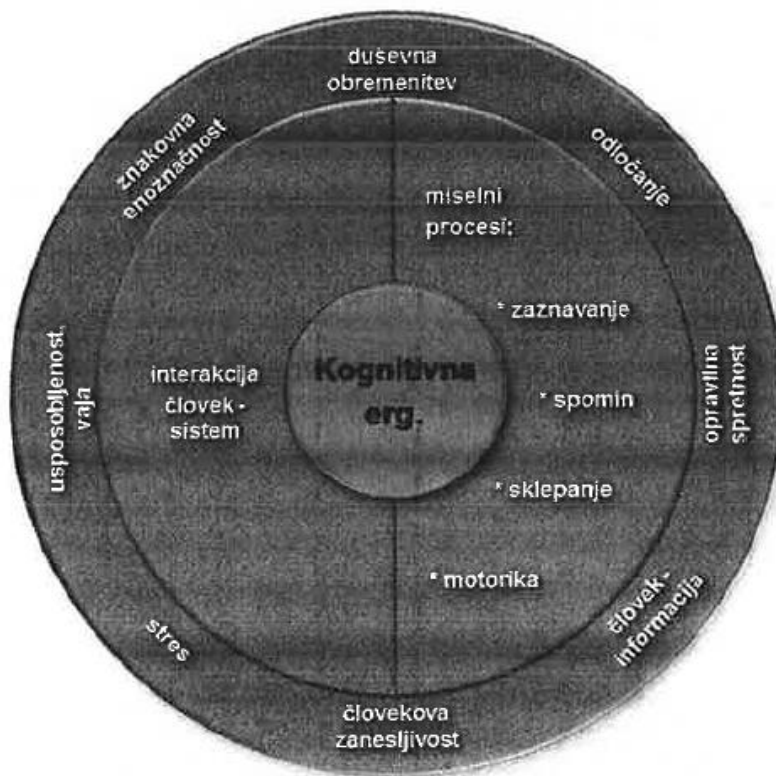 duševna
obremenitev
odločanje
opravilna
spretnost
človek-
informacija
človekova
zanesljivost
stres
usposobljenost,
vaja
znakovna
enoznačnost
miselni
procesi:
* zaznavanje
* spomin
* sklepanje
* motorika
interakcija
človek-
sistem
Kognitivna
erg.